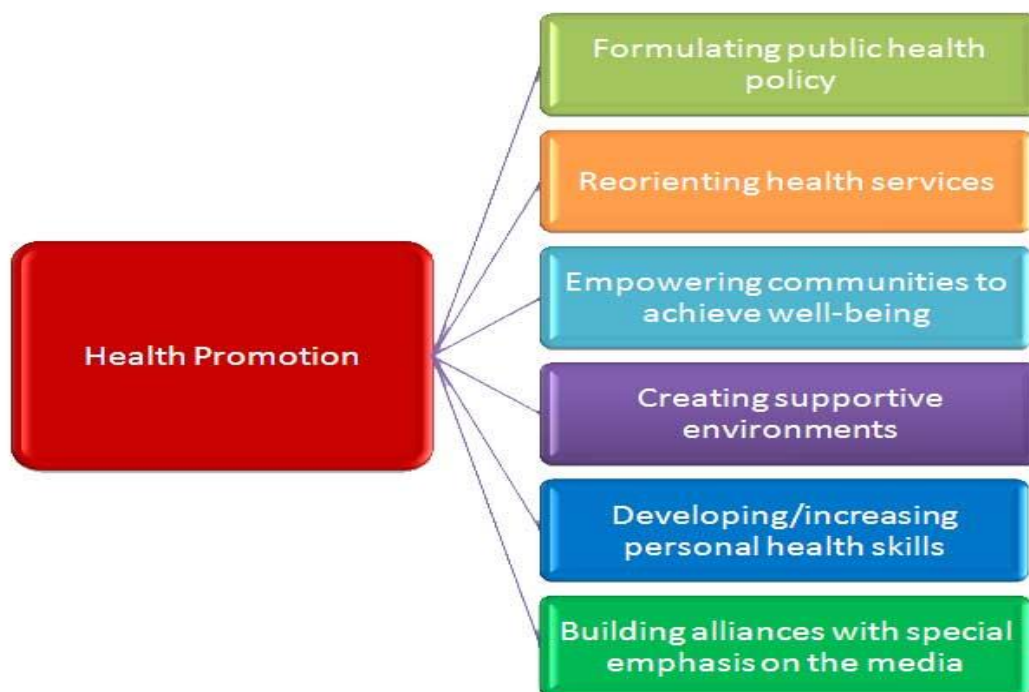 Health Promotion
Formulating public health
policy
Reorienting health services
Empowering communities to
achieve well-being
Creating supportive
environments
Developing/increasing
personal health skills
Building alliances with special
emphasis on the media